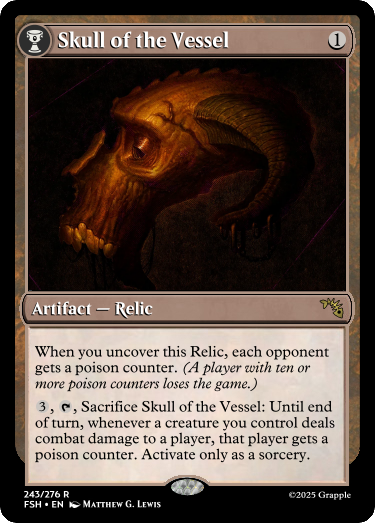 Skull of the Vessel 1
Artifact — Relic
When you uncover this Relic, each opponent
gets a poison counter. (A player with ten or
more poison counters loses the game.)
3, , Sacrifice Skull of the Vessel: Until end
of turn, whenever a creature you control deals
combat damage to a player, that player gets a
poison counter. Activate only as a sorcery.
243/276 R
FSH • EN Matthew G. Lewis
©2025 Grapple